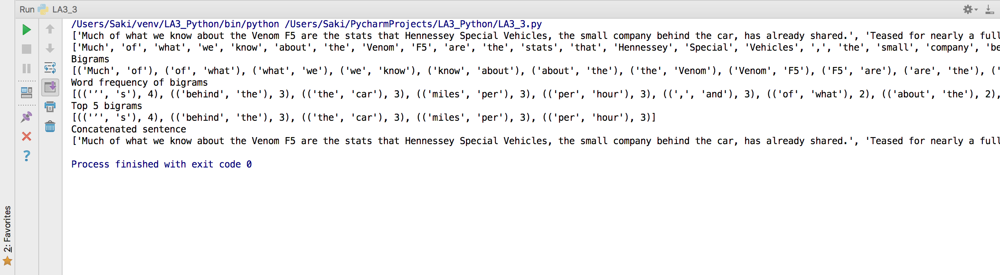 Run LA3_3
/Users/Saki/venv/LA3_Python/bin/python /Users/Saki/PycharmProjects/LA3_Python/LA3_3.py
['Much of what we know about the Venom F5 are the stats that Hennessey Special Vehicles, the small company behind the car, has already shared.', 'Teased for nearly a full
['Much', 'of', 'what', 'we', 'know', 'about', 'the', 'Venom', 'F5', 'are', 'the', 'stats', 'that', 'Hennessey', 'Special', 'Vehicles', ',', 'the', 'small', 'company', 'be
Bigrams
[('Much', 'of'), ('of', 'what'), ('what', 'we'), ('we', 'know'), ('know', 'about'), ('about', 'the'), ('the', 'Venom'), ('Venom', 'F5'), ('F5', 'are'), ('are', 'the'), ('
Word frequency of bigrams
[(('’', 's'), 4), (('behind', 'the'), 3), (('the', 'car'), 3), (('miles', 'per'), 3), (('per', 'hour'), 3), ((',', 'and'), 3), (('of', 'what'), 2), (('about', 'the'), 2),
Top 5 bigrams
[(('’', 's'), 4), (('behind', 'the'), 3), (('the', 'car'), 3), (('miles', 'per'), 3), (('per', 'hour'), 3)]
Concatenated sentence
['Much of what we know about the Venom F5 are the stats that Hennessey Special Vehicles, the small company behind the car, has already shared.', 'Teased for nearly a full
Process finished with exit code 0
2: Favorites